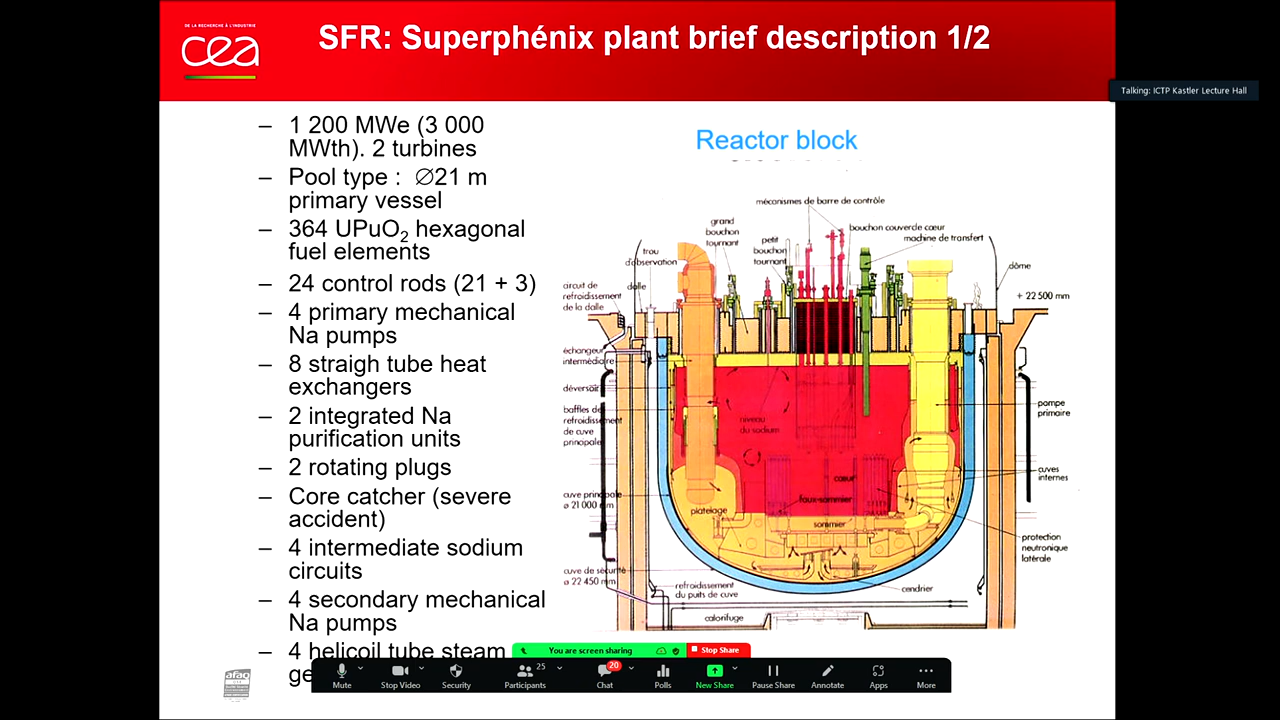 DE LA RECHERCHE À L'INDUSTRIE
cea
SFR: Superphénix plant brief description 1/2
Talking: ICTP Kastler Lecture Hall
– 1 200 MWe (3 000
MWth). 2 turbines
– Pool type : ∅21 m
primary vessel
– 364 UPuO2 hexagonal
fuel elements
– 24 control rods (21 + 3)
– 4 primary mechanical
Na pumps
– 8 straigh tube heat
exchangers
– 2 integrated Na
purification units
– 2 rotating plugs
– Core catcher (severe
accident)
– 4 intermediate sodium
circuits
– 4 secondary mechanical
Na pumps
– 4 helicoil tube steam
Reactor block
mécanismes de barre de contrôle
grand
bouchon
tournant
petit
bouchon
tournant
bouchon couvercle cœur
machine de transfert
trou
d'observation
dôme
circuit de
refroidissement
de la dalle
dalle
+ 22 500 mm
échangeur
intermédiaire
déversoir
baffles de
refroidissement
de cuve
principale
niveau
du sodium
pompe
primaire
cuves
internes
cœur
faux-sommier
cuve principale
ø 21 000 mm
platelage
sommier
protection
neutronique
latérale
cuve de sécurité
ø 22 450 mm
refroidissement
du puits de cuve
cendrier
calorifuge
afaq
You are screen sharing
Stop Share
25
20
Mute
Stop Video
Security
Participants
Chat
Polls
New Share
Pause Share
Annotate
Apps
More